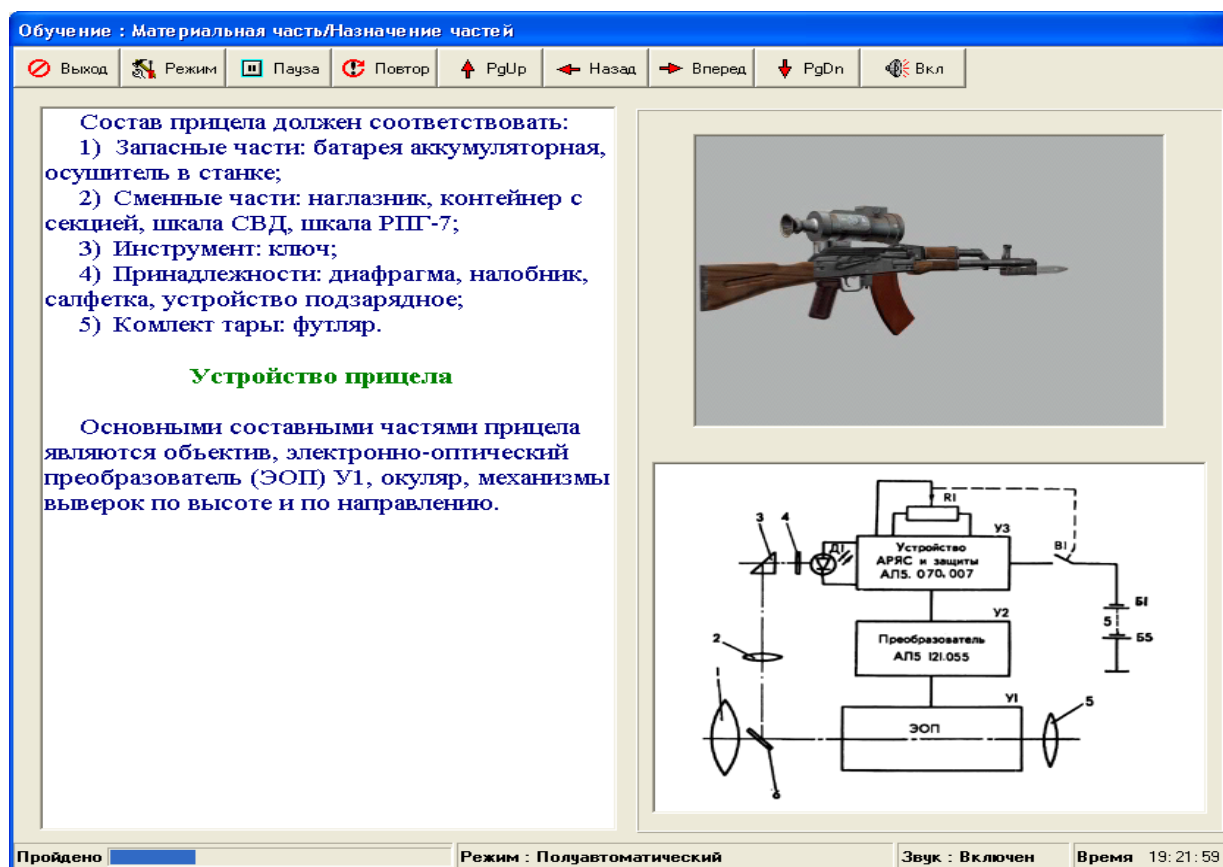 Обучение : Материальная часть/Назначение частей
Выход Режим Пауза Повтор PgUp Назад Вперед PgDn Вкл
Состав прицела должен соответствовать:
1) Запасные части: батарея аккумуляторная,
осушитель в станке;
2) Сменные части: наглазник, контейнер с
секцией, шкала СВД, шкала РПГ-7;
3) Инструмент: ключ;
4) Принадлежности: диафрагма, налобник,
салфетка, устройство подзарядное;
5) Комлект тары: футляр.
Устройство прицела
Основными составными частями прицела
являются объектив, электронно-оптический
преобразователь (ЭОП) У1, окуляр, механизмы
выверок по высоте и по направлению.
R1
У3
3 4
Д1
Устройство
АРЯС и защиты
АЛ5. 070. 007
В1
Б1
5
Б5
У2
Преобразователь
АЛ5 121.055
2
1
У1
ЭОП
5
6
Пройдено
Режим : Полуавтоматический
Звук : Включен
Время 19:21:59